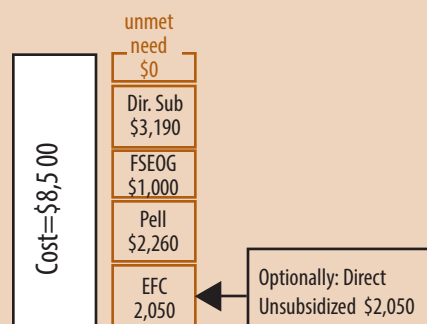 unmet
need
$0
Dir. Sub
$3,190
FSEOG
$1,000
Pell
$2,260
EFC
2,050
Cost=$8,5 00
Optionally: Direct
Unsubsidized $2,050